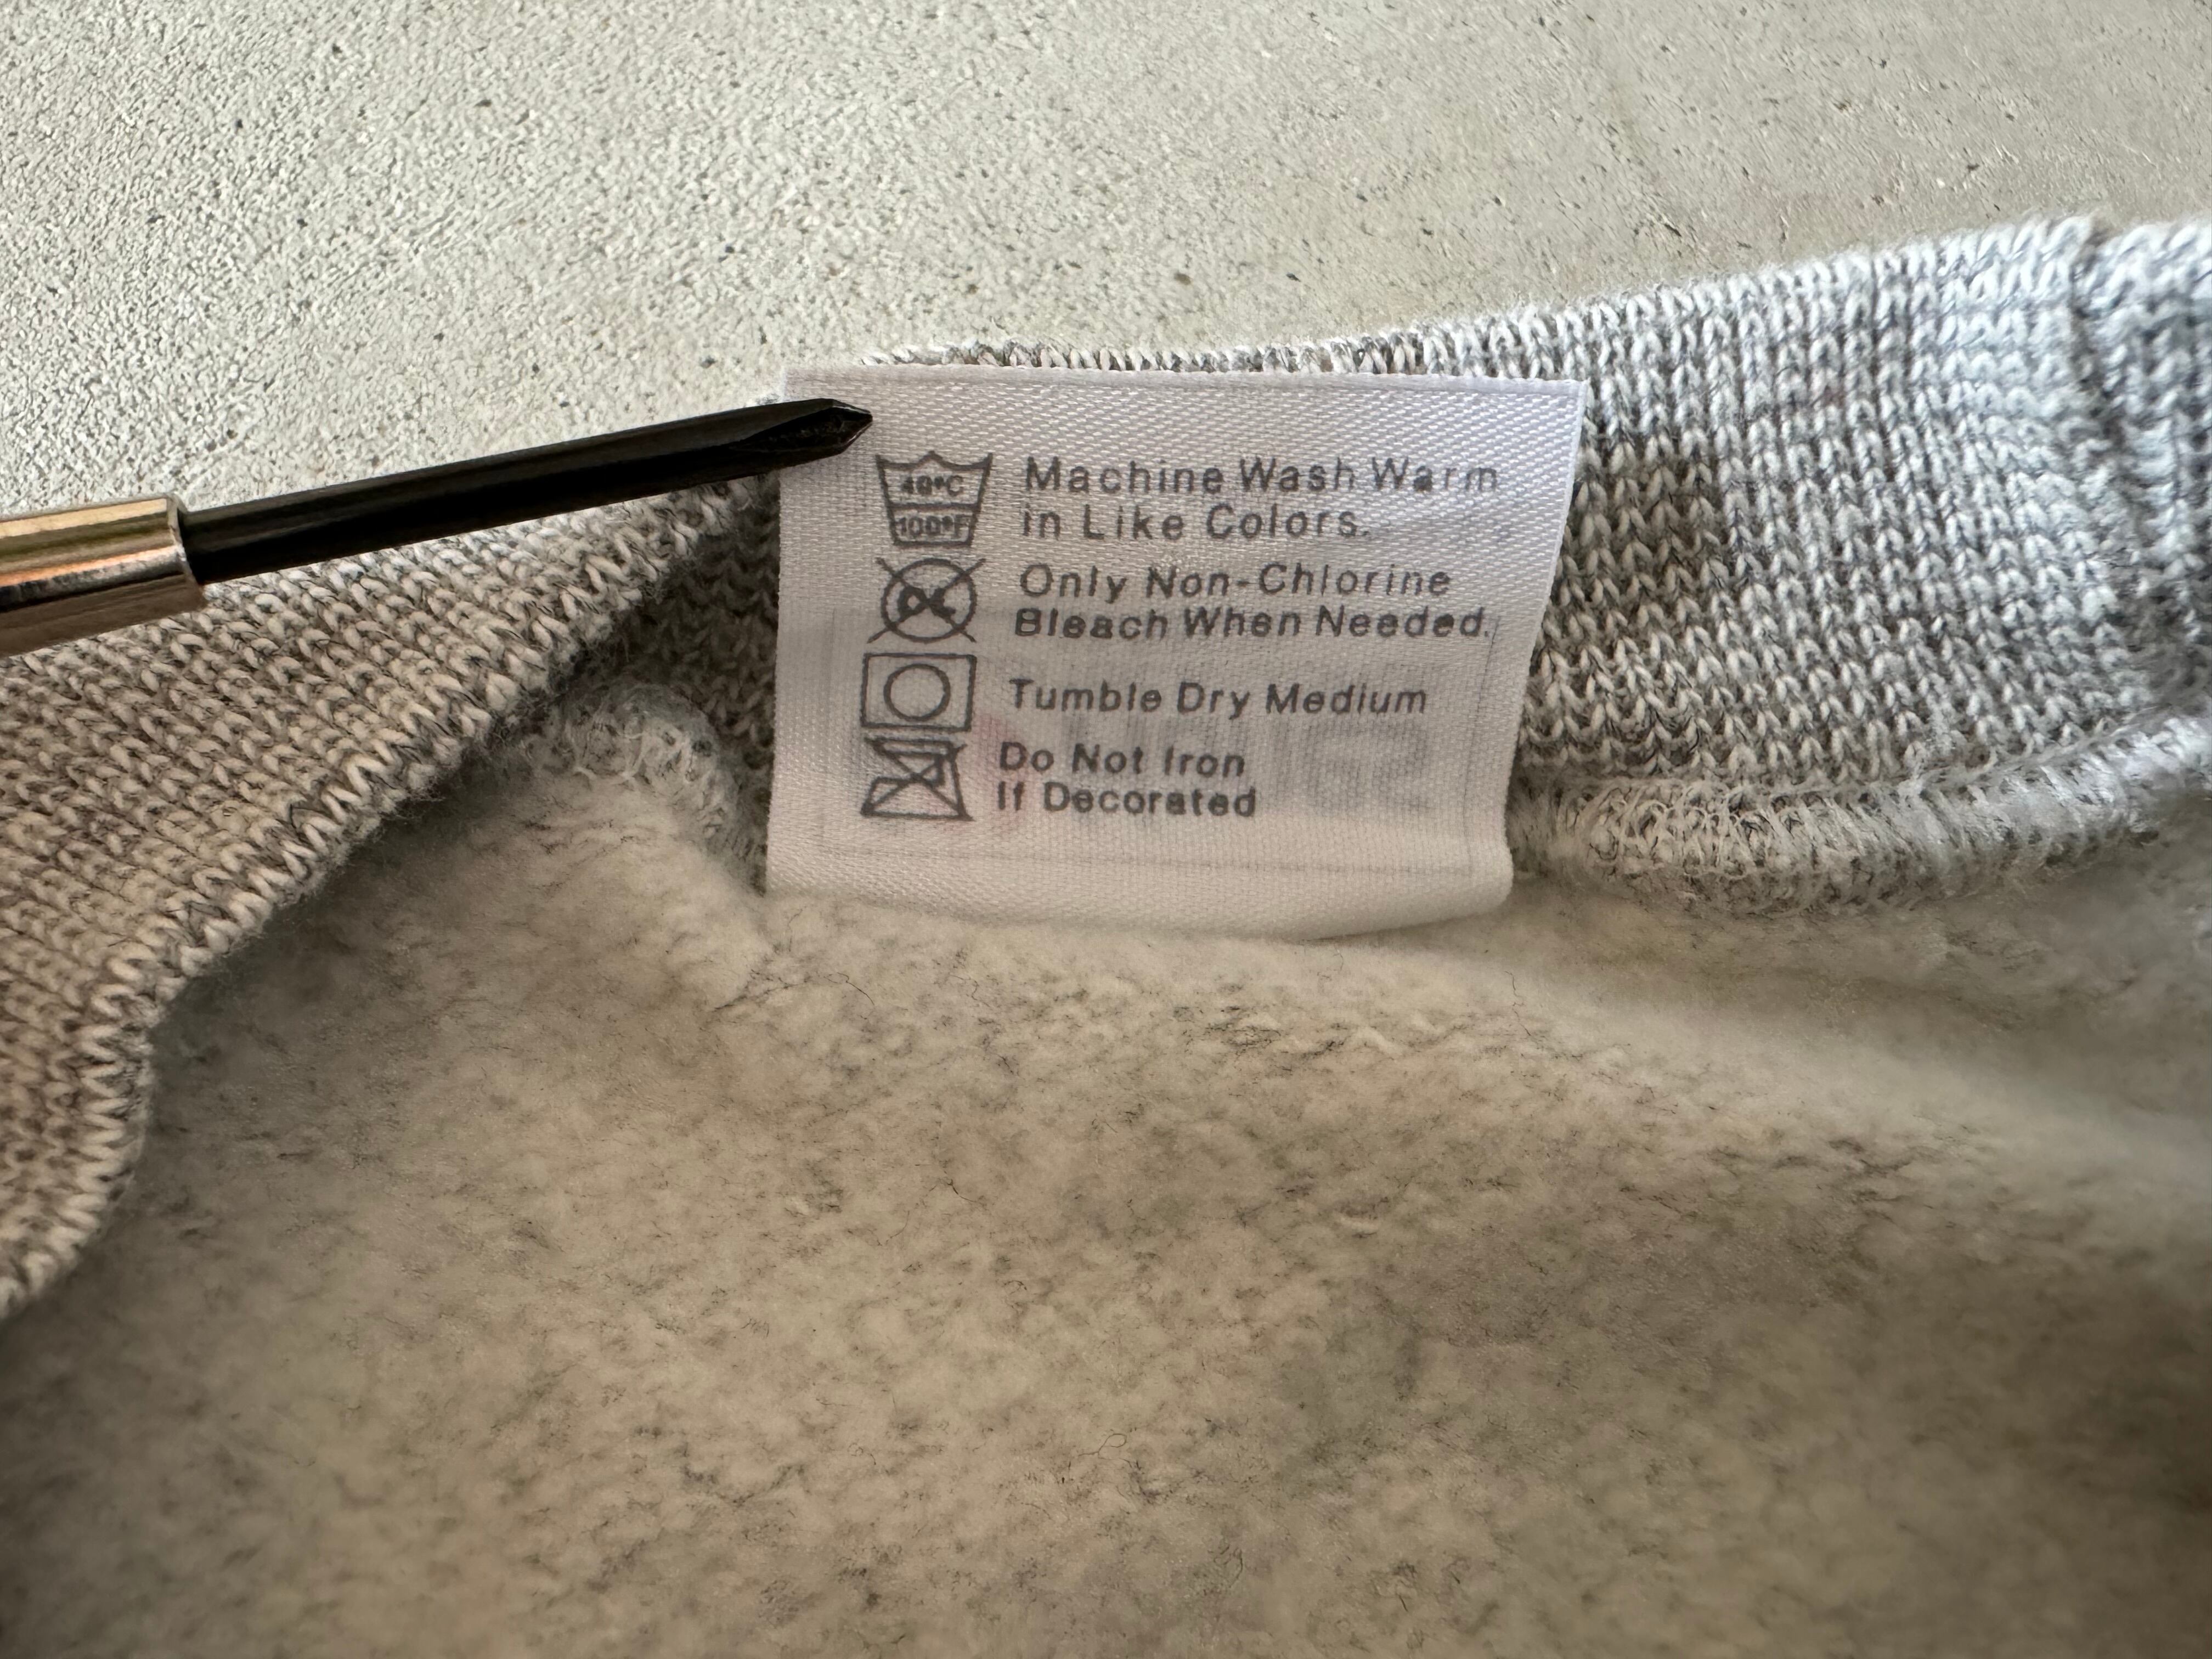 40°C
100°F
Machine Wash Warm
in Like Colors.
Only Non-Chlorine
Bleach When Needed.
Tumble Dry Medium
Do Not Iron
If Decorated